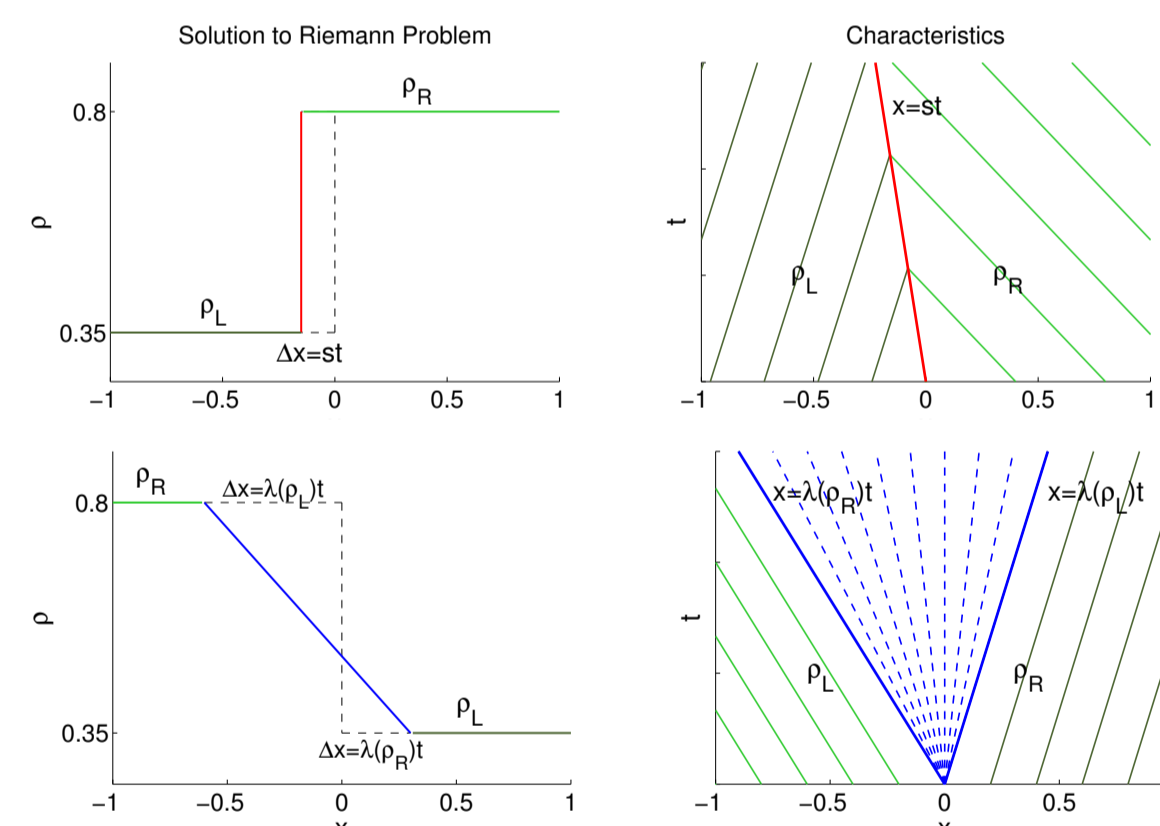 Solution to Riemann Problem
0.8
ρR
ρ
ρL
0.35
Δx=st
−1 −0.5 0 0.5 1
Characteristics
x=st
t
ρL ρR
−1 −0.5 0 0.5 1
ρR
Δx=λ(ρL)t
0.8
ρ
ρL
0.35
Δx=λ(ρR)t
−1 −0.5 0 0.5 1
x=λ(ρR)t x=λ(ρL)t
t
ρL ρR
−1 −0.5 0 0.5